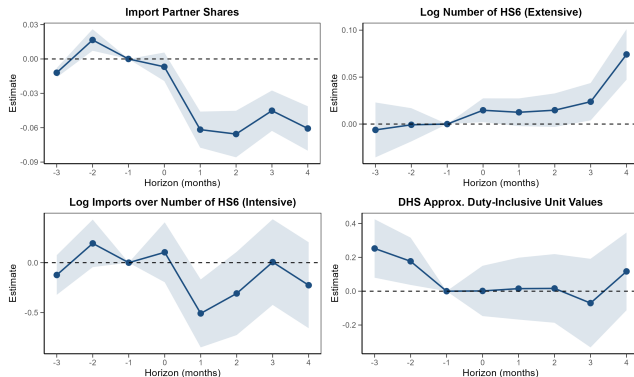 Import Partner Shares
Log Number of HS6 (Extensive)
0.03
0.00
-0.03
-0.06
-0.09
Estimate
-3 -2 -1 0 1 2 3 4
Horizon (months)
0.10
0.05
0.00
Estimate
-3 -2 -1 0 1 2 3 4
Horizon (months)
Log Imports over Number of HS6 (Intensive)
DHS Approx. Duty-Inclusive Unit Values
0.0
-0.5
Estimate
-3 -2 -1 0 1 2 3 4
Horizon (months)
0.4
0.2
0.0
-0.2
Estimate
-3 -2 -1 0 1 2 3 4
Horizon (months)